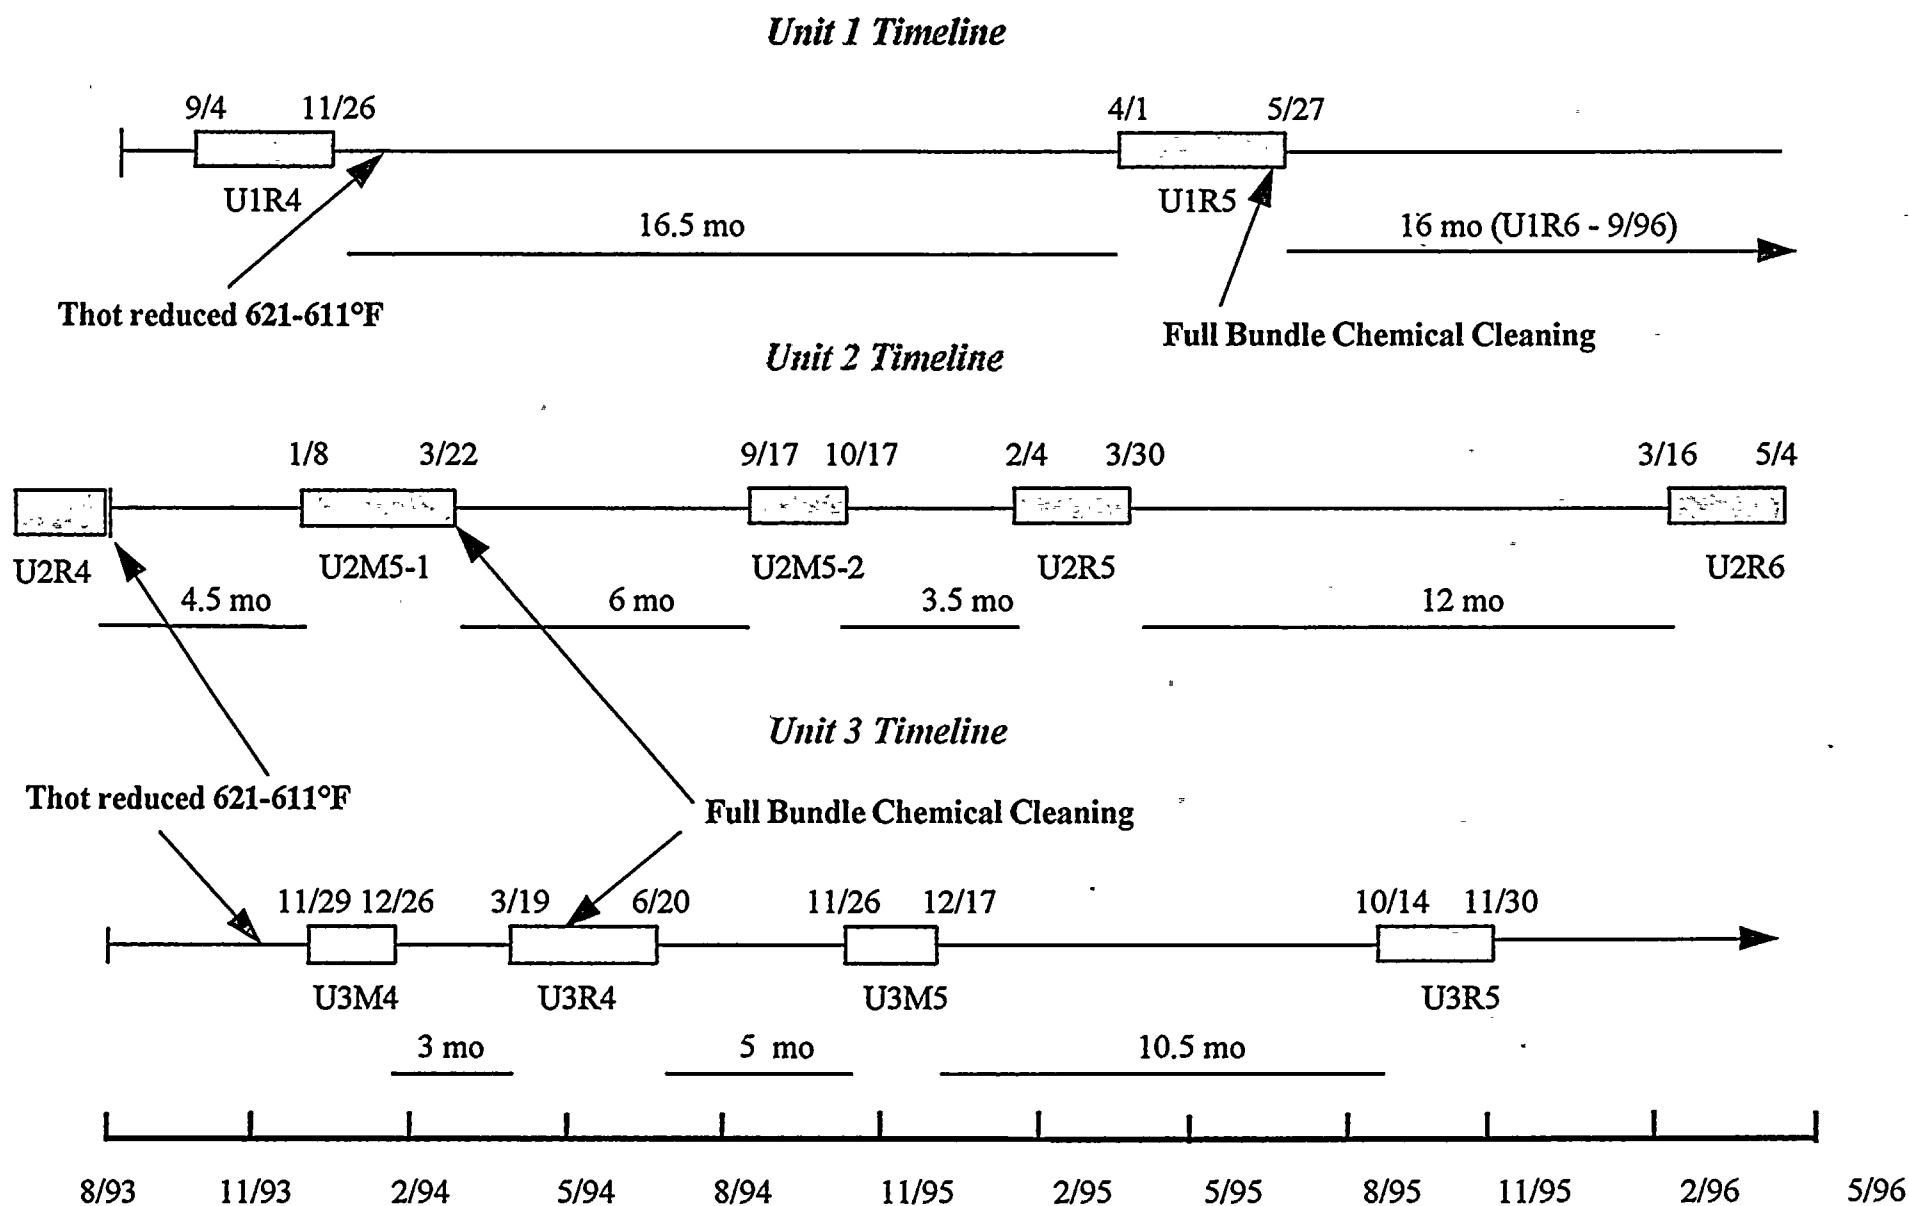 Unit 1 Timeline
9/4 11/26 4/1 5/27
U1R4 U1R5
16.5 mo 16 mo (U1R6 - 9/96)
Thot reduced 621-611°F
Full Bundle Chemical Cleaning
Unit 2 Timeline
1/8 3/22 9/17 10/17 2/4 3/30 3/16 5/4
U2R4 U2M5-1 U2M5-2 U2R5 U2R6
4.5 mo 6 mo 3.5 mo 12 mo
Unit 3 Timeline
Thot reduced 621-611°F
Full Bundle Chemical Cleaning
11/29 12/26 3/19 6/20 11/26 12/17 10/14 11/30
U3M4 U3R4 U3M5 U3R5
3 mo 5 mo 10.5 mo
8/93 11/93 2/94 5/94 8/94 11/95 2/95 5/95 8/95 11/95 2/96 5/96